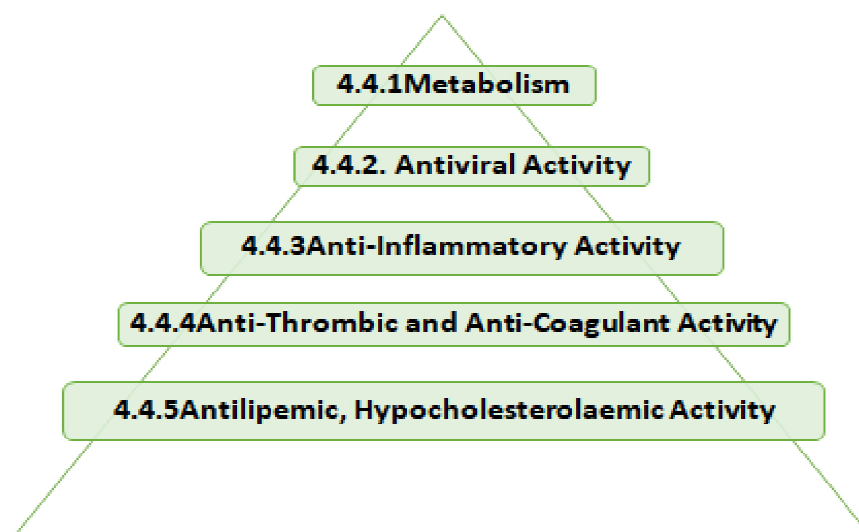 4.4.1Metabolism
4.4.2. Antiviral Activity
4.4.3Anti-Inflammatory Activity
4.4.4Anti-Thrombic and Anti-Coagulant Activity
4.4.5Antilipemic, Hypocholesterolaemic Activity